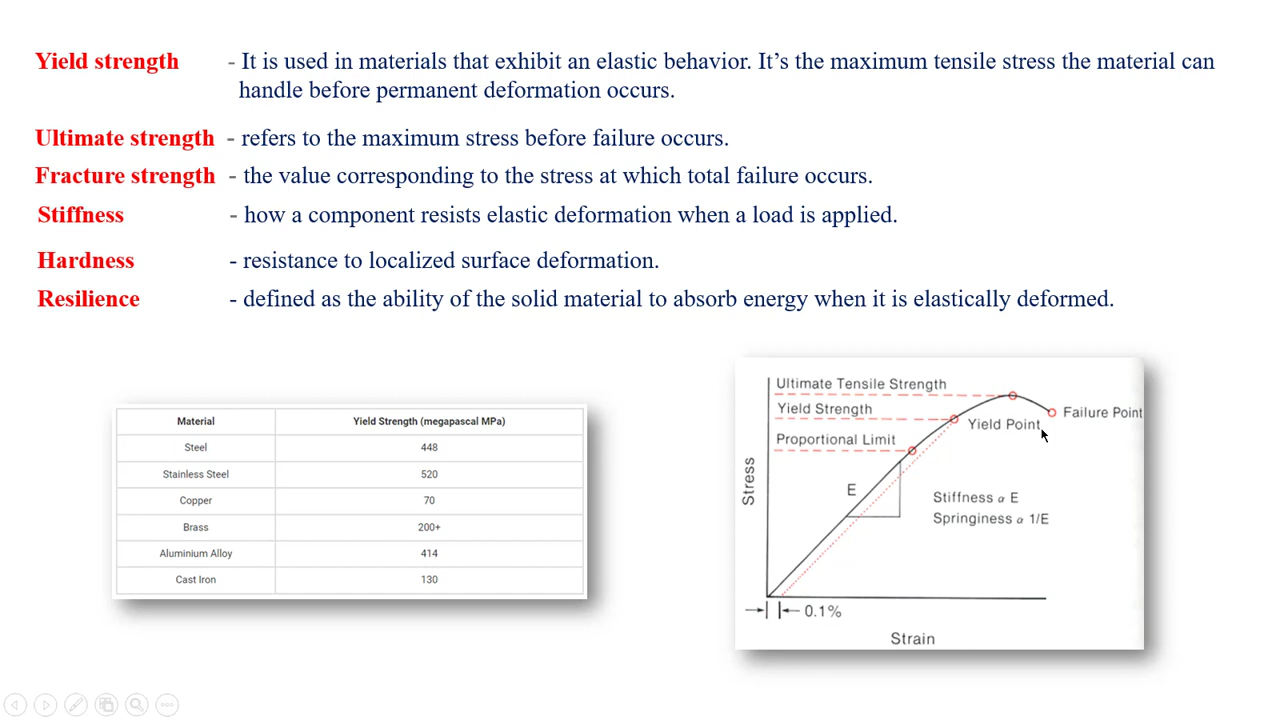 Yield strength - It is used in materials that exhibit an elastic behavior. It’s the maximum tensile stress the material can
handle before permanent deformation occurs.
Ultimate strength - refers to the maximum stress before failure occurs.
Fracture strength - the value corresponding to the stress at which total failure occurs.
Stiffness - how a component resists elastic deformation when a load is applied.
Hardness - resistance to localized surface deformation.
Resilience - defined as the ability of the solid material to absorb energy when it is elastically deformed.
Material Yield Strength (megapascal MPa)
Steel 448
Stainless Steel 520
Copper 70
Brass 200+
Aluminium Alloy 414
Cast Iron 130
Ultimate Tensile Strength
Yield Strength
Failure Point
Yield Point
Proportional Limit
Stress
E
Stiffness α E
Springiness α 1/E
0.1%
Strain